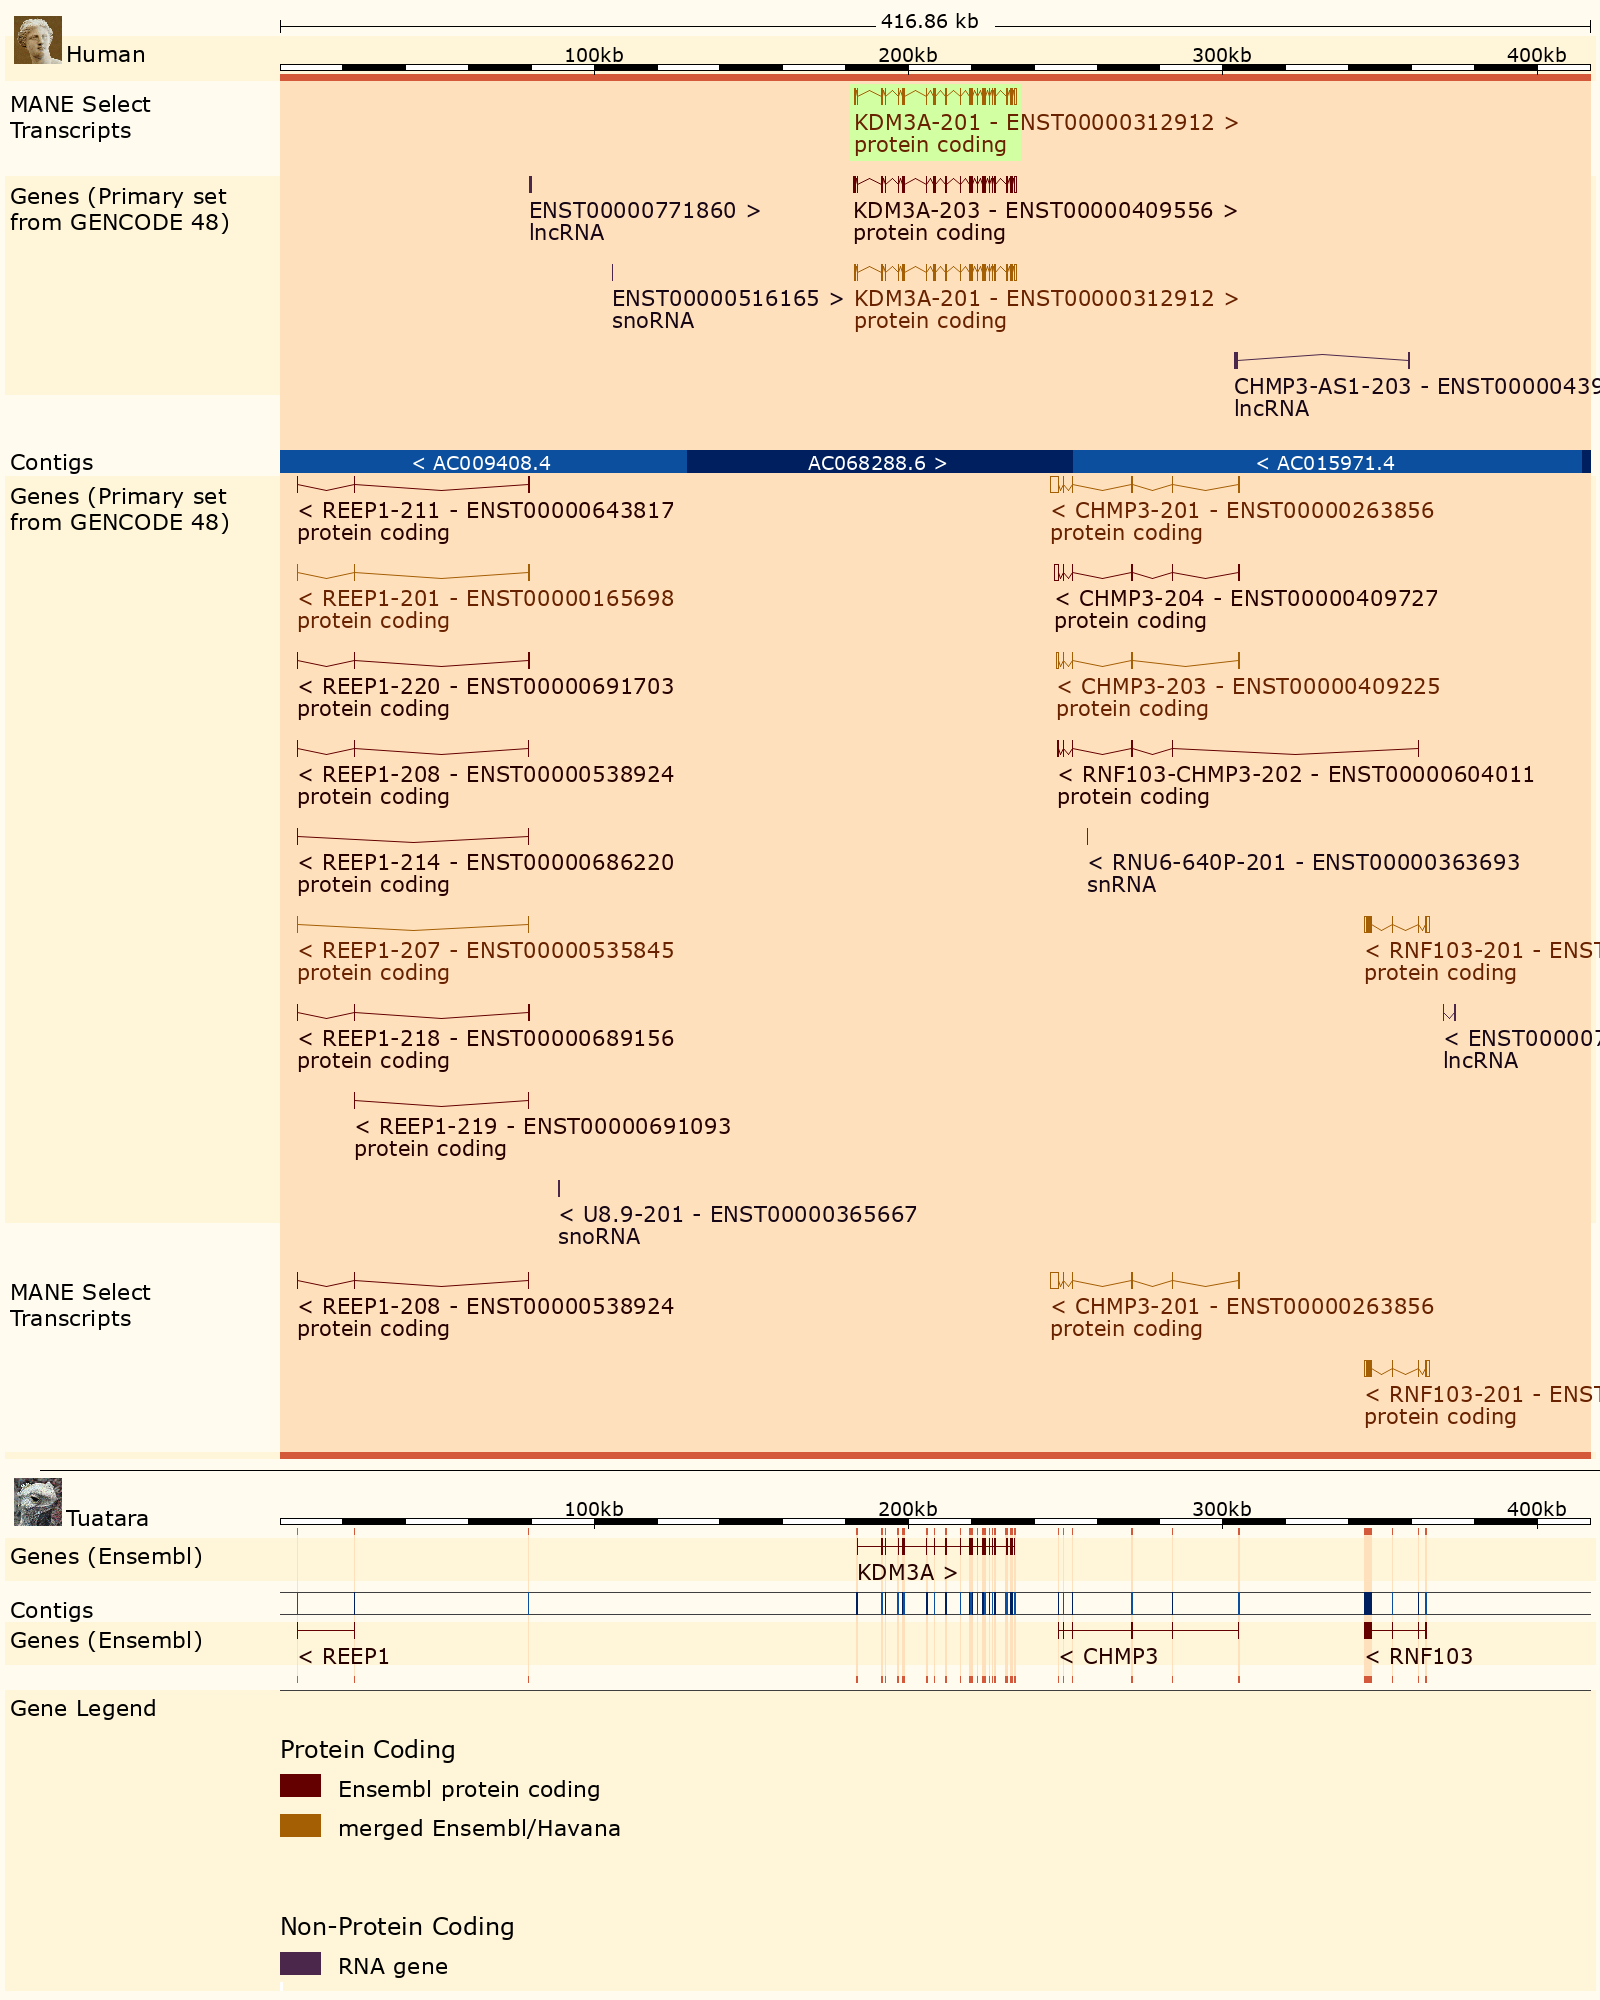 416.86 kb
Human
100kb 200kb 300kb 400kb
MANE Select
Transcripts
KDM3A-201 - ENST00000312912 >
protein coding
Genes (Primary set
from GENCODE 48)
ENST00000771860 > KDM3A-203 - ENST00000409556 >
lncRNA protein coding
ENST00000516165 > KDM3A-201 - ENST00000312912 >
snoRNA protein coding
CHMP3-AS1-203 - ENST00000439
lncRNA
Contigs < AC009408.4 AC068288.6 > < AC015971.4
Genes (Primary set
from GENCODE 48)
< REEP1-211 - ENST00000643817 < CHMP3-201 - ENST00000263856
protein coding protein coding
< REEP1-201 - ENST00000165698 < CHMP3-204 - ENST00000409727
protein coding protein coding
< REEP1-220 - ENST00000691703 < CHMP3-203 - ENST00000409225
protein coding protein coding
< REEP1-208 - ENST00000538924 < RNF103-CHMP3-202 - ENST00000604011
protein coding protein coding
< REEP1-214 - ENST00000686220 < RNU6-640P-201 - ENST00000363693
protein coding snRNA
< REEP1-207 - ENST00000535845 < RNF103-201 - ENST
protein coding protein coding
< REEP1-218 - ENST00000689156 < ENST000007
protein coding lncRNA
< REEP1-219 - ENST00000691093
protein coding
< U8.9-201 - ENST00000365667
snoRNA
MANE Select
Transcripts
< REEP1-208 - ENST00000538924 < CHMP3-201 - ENST00000263856
protein coding protein coding
< RNF103-201 - ENST
protein coding
Tuatara
100kb 200kb 300kb 400kb
Genes (Ensembl)
KDM3A >
Contigs
Genes (Ensembl)
< REEP1 < CHMP3 < RNF103
Gene Legend
Protein Coding
Ensembl protein coding
merged Ensembl/Havana
Non-Protein Coding
RNA gene